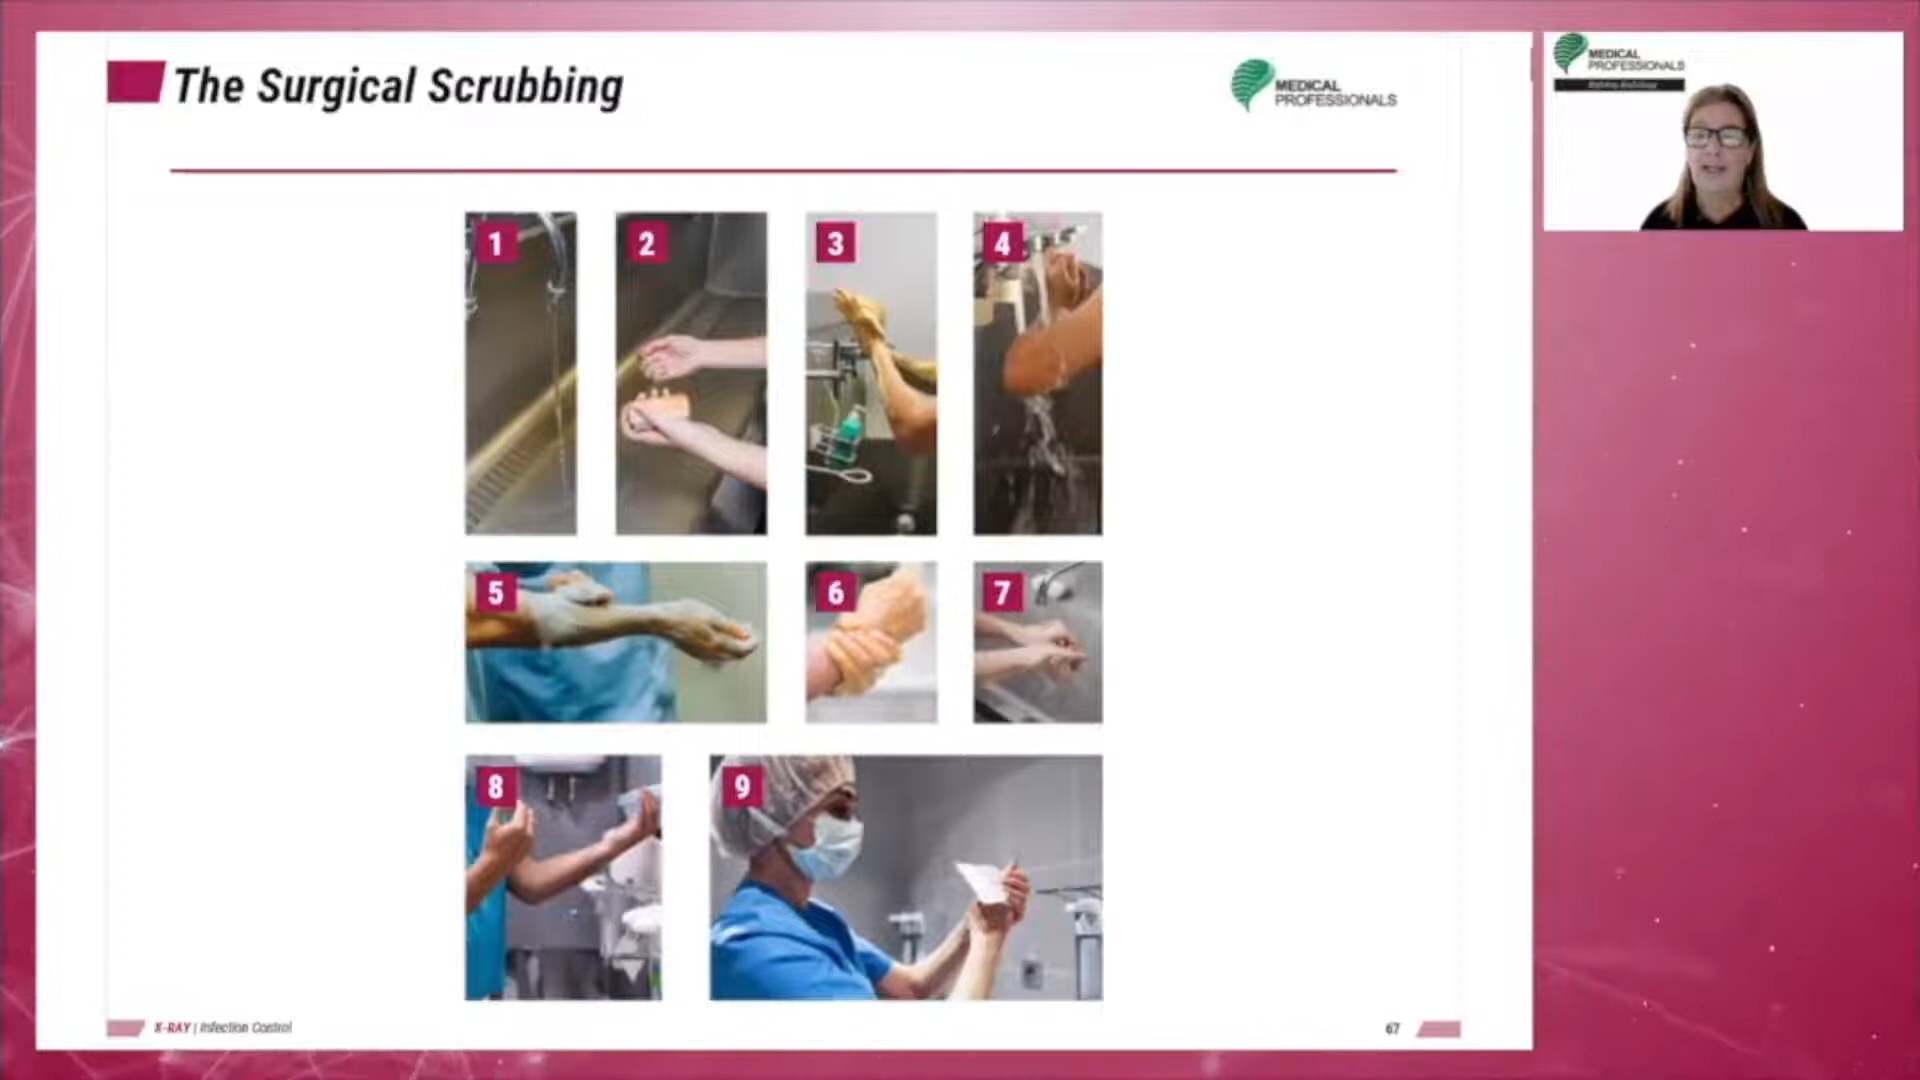 The Surgical Scrubbing
MEDICAL
PROFESSIONALS
1
2
3
4
5
6
7
8
9
X-RAY | Infection Control
67
MEDICAL
PROFESSIONALS